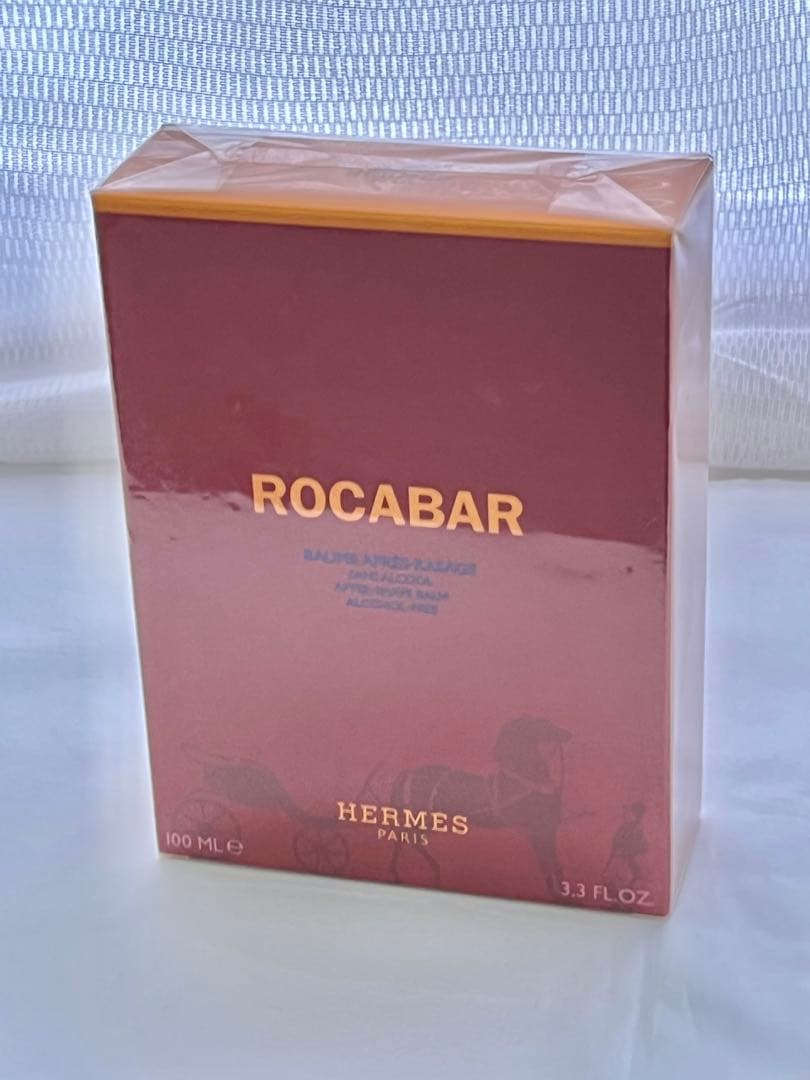 ROCABAR
BAUME APRÈS-RASAGE
SANS ALCOOL
AFTER-SHAVE BALM
ALCOHOL-FREE
HERMES
PARIS
100 ML e
3.3 FL.OZ.